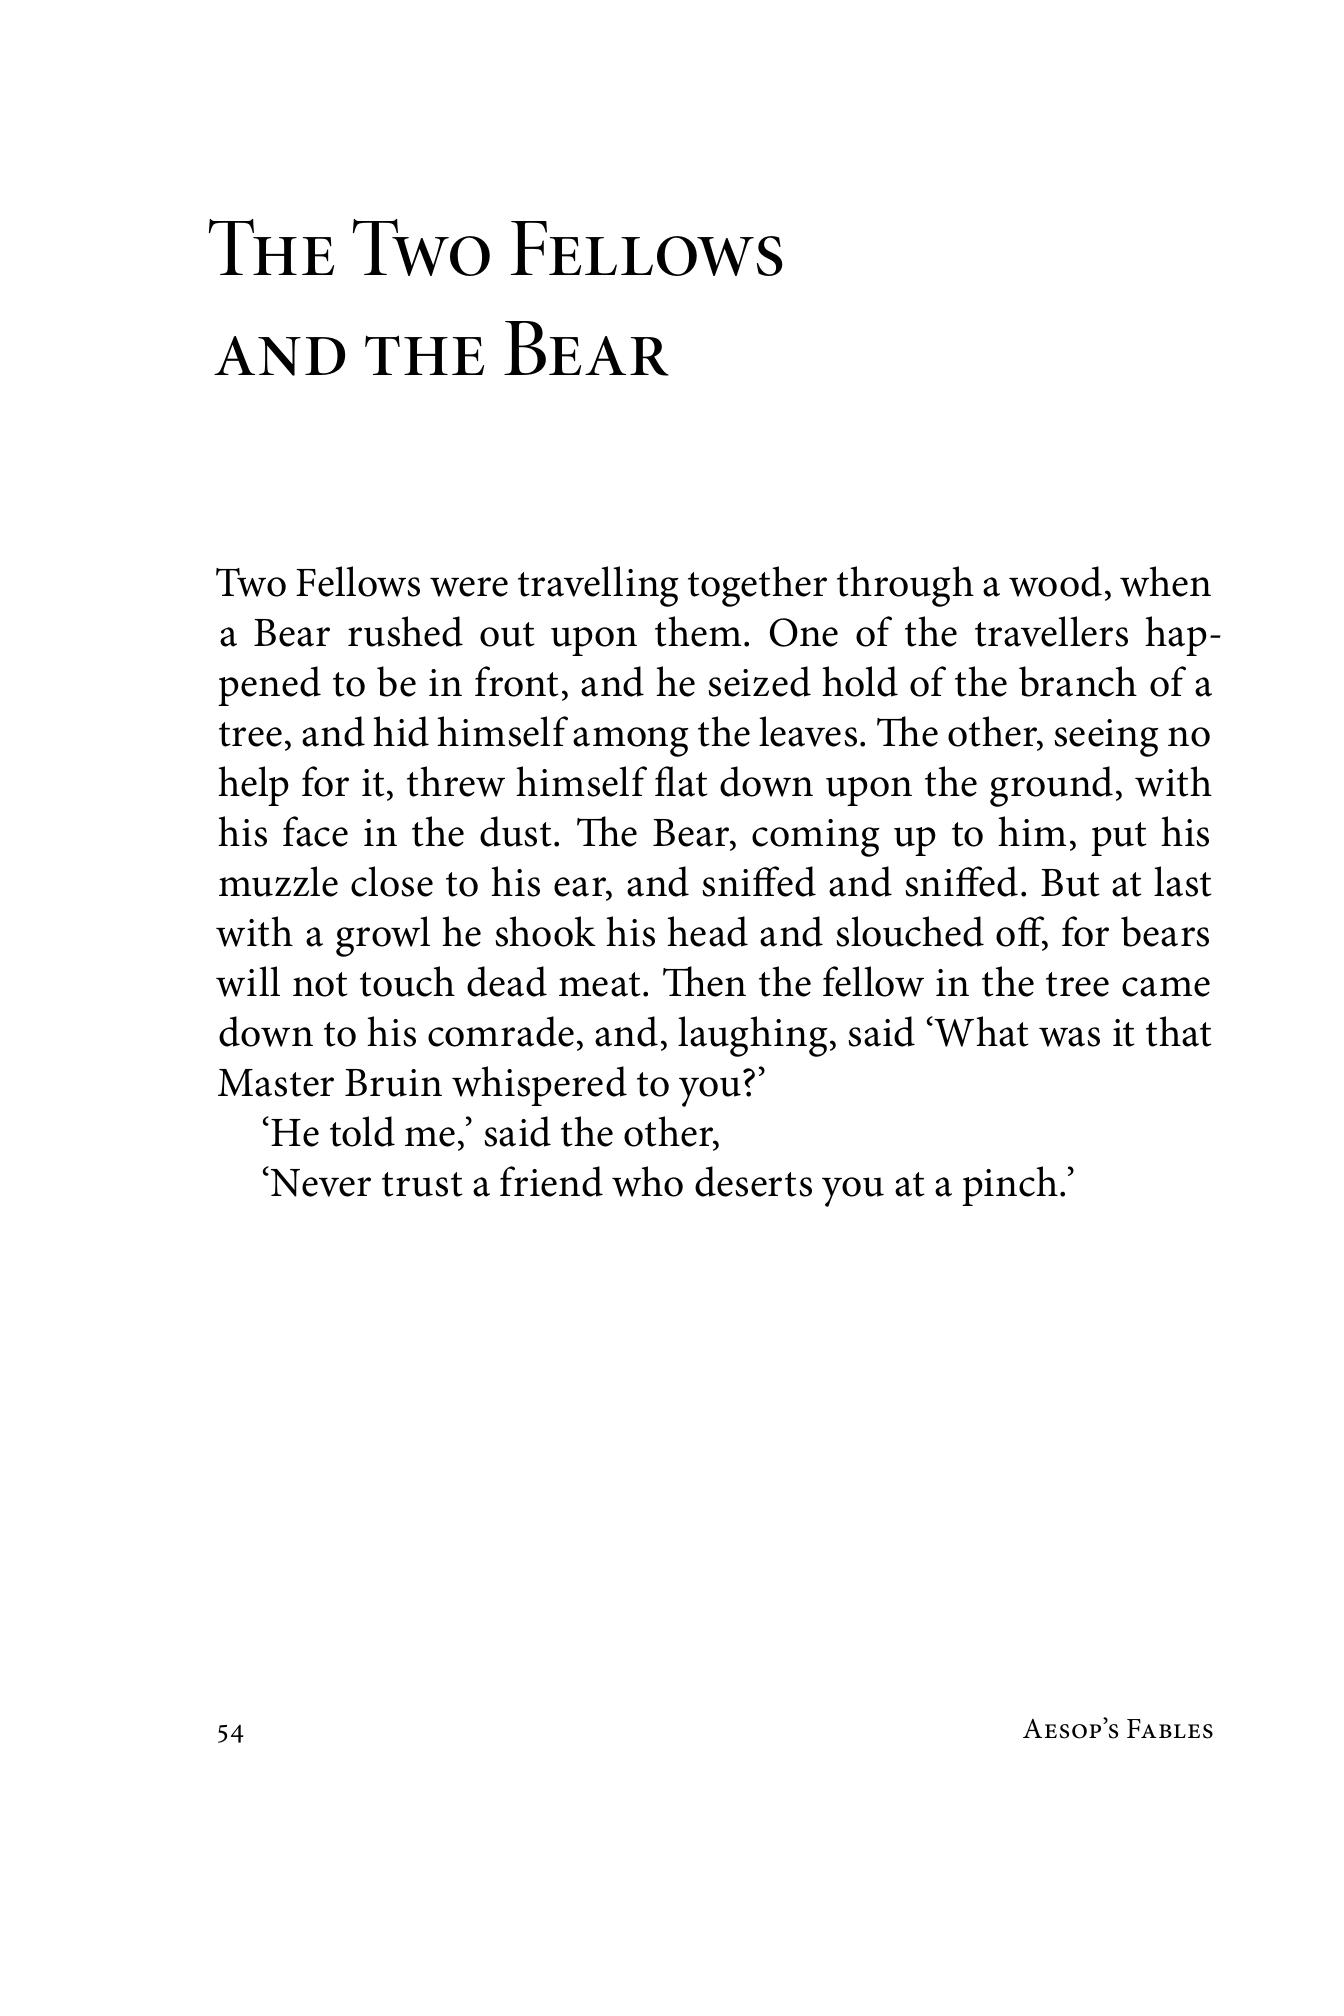 The Two Fellows
and the Bear
Two Fellows were travelling together through a wood, when
a Bear rushed out upon them. One of the travellers hap-
pened to be in front, and he seized hold of the branch of a
tree, and hid himself among the leaves. The other, seeing no
help for it, threw himself flat down upon the ground, with
his face in the dust. The Bear, coming up to him, put his
muzzle close to his ear, and sniffed and sniffed. But at last
with a growl he shook his head and slouched off, for bears
will not touch dead meat. Then the fellow in the tree came
down to his comrade, and, laughing, said ‘What was it that
Master Bruin whispered to you?’
‘He told me,’ said the other,
‘Never trust a friend who deserts you at a pinch.’
54 Aesop’s Fables